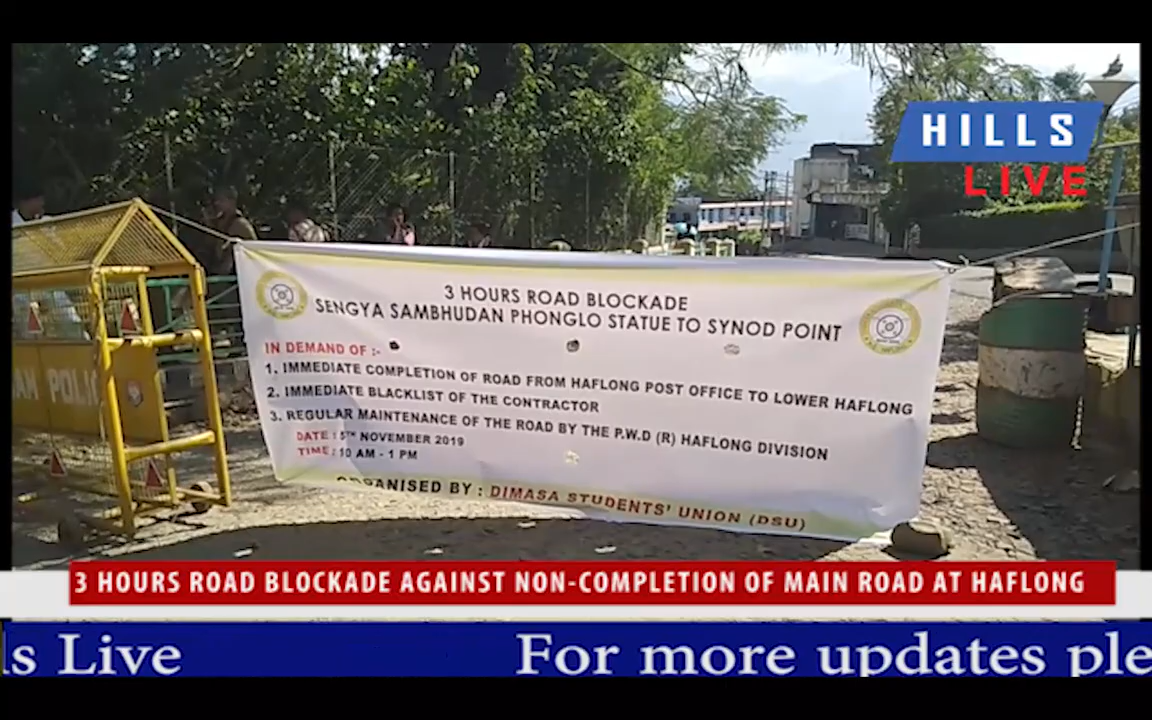 HILLS
LIVE
3 HOURS ROAD BLOCKADE
SENGYA SAMBHUDAN PHONGLO STATUE TO SYNOD POINT
IN DEMAND OF :-
1. IMMEDIATE COMPLETION OF ROAD FROM HAFLONG POST OFFICE TO LOWER HAFLONG
2. IMMEDIATE BLACKLIST OF THE CONTRACTOR
3. REGULAR MAINTENANCE OF THE ROAD BY THE P.W.D (R) HAFLONG DIVISION
DATE : 5TH NOVEMBER 2019
TIME : 10 AM - 1 PM
ORGANISED BY : DIMASA STUDENTS' UNION (DSU)
AM POLIC
3 HOURS ROAD BLOCKADE AGAINST NON-COMPLETION OF MAIN ROAD AT HAFLONG
ls Live For more updates ple